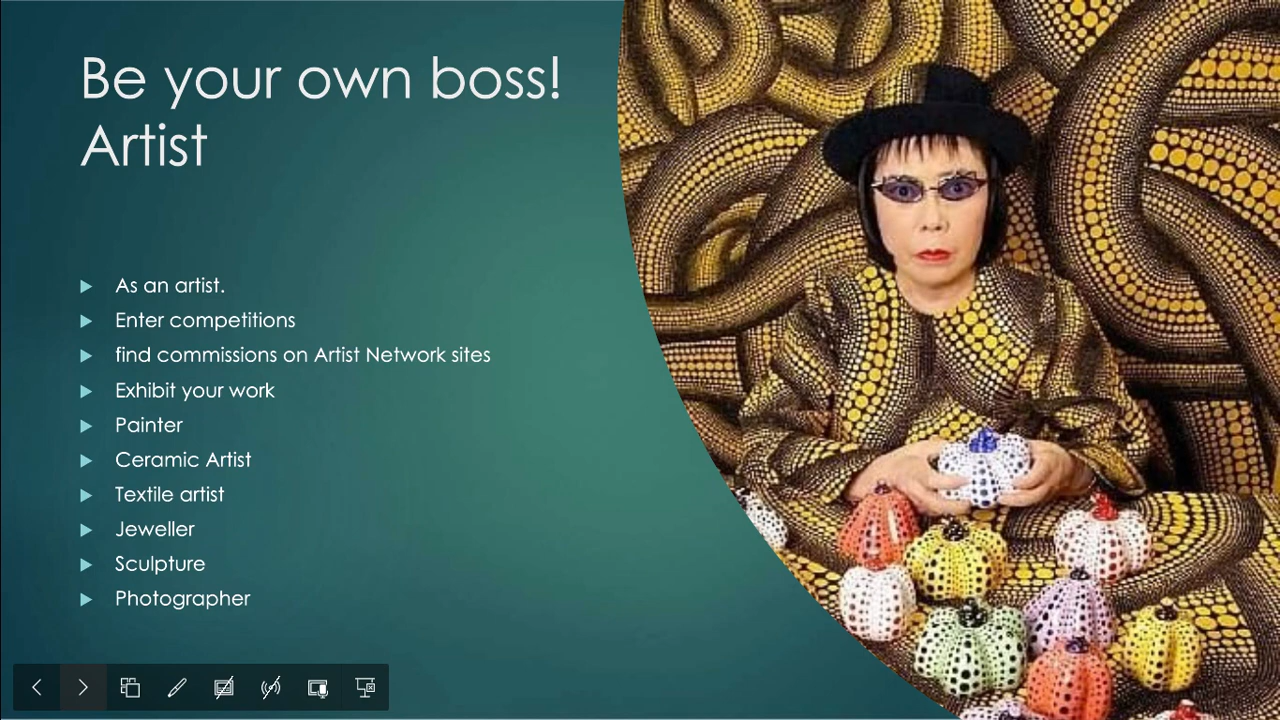 Be your own boss!
Artist
As an artist.
Enter competitions
find commissions on Artist Network sites
Exhibit your work
Painter
Ceramic Artist
Textile artist
Jeweller
Sculpture
Photographer